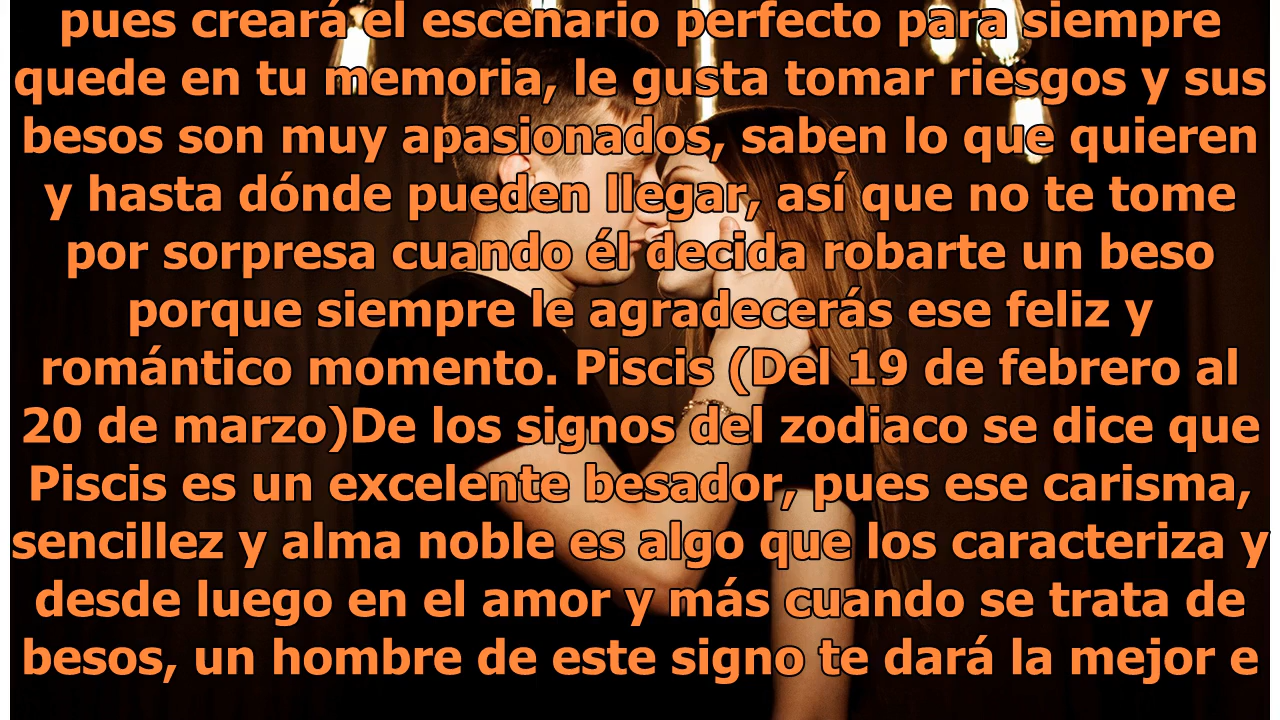 pues creará el escenario perfecto para siempre
quede en tu memoria, le gusta tomar riesgos y sus
besos son muy apasionados, saben lo que quieren
y hasta dónde pueden llegar, así que no te tome
por sorpresa cuando él decida robarte un beso
porque siempre le agradecerás ese feliz y
romántico momento. Piscis (Del 19 de febrero al
20 de marzo)De los signos del zodiaco se dice que
Piscis es un excelente besador, pues ese carisma,
sencillez y alma noble es algo que los caracteriza y
desde luego en el amor y más cuando se trata de
besos, un hombre de este signo te dará la mejor e